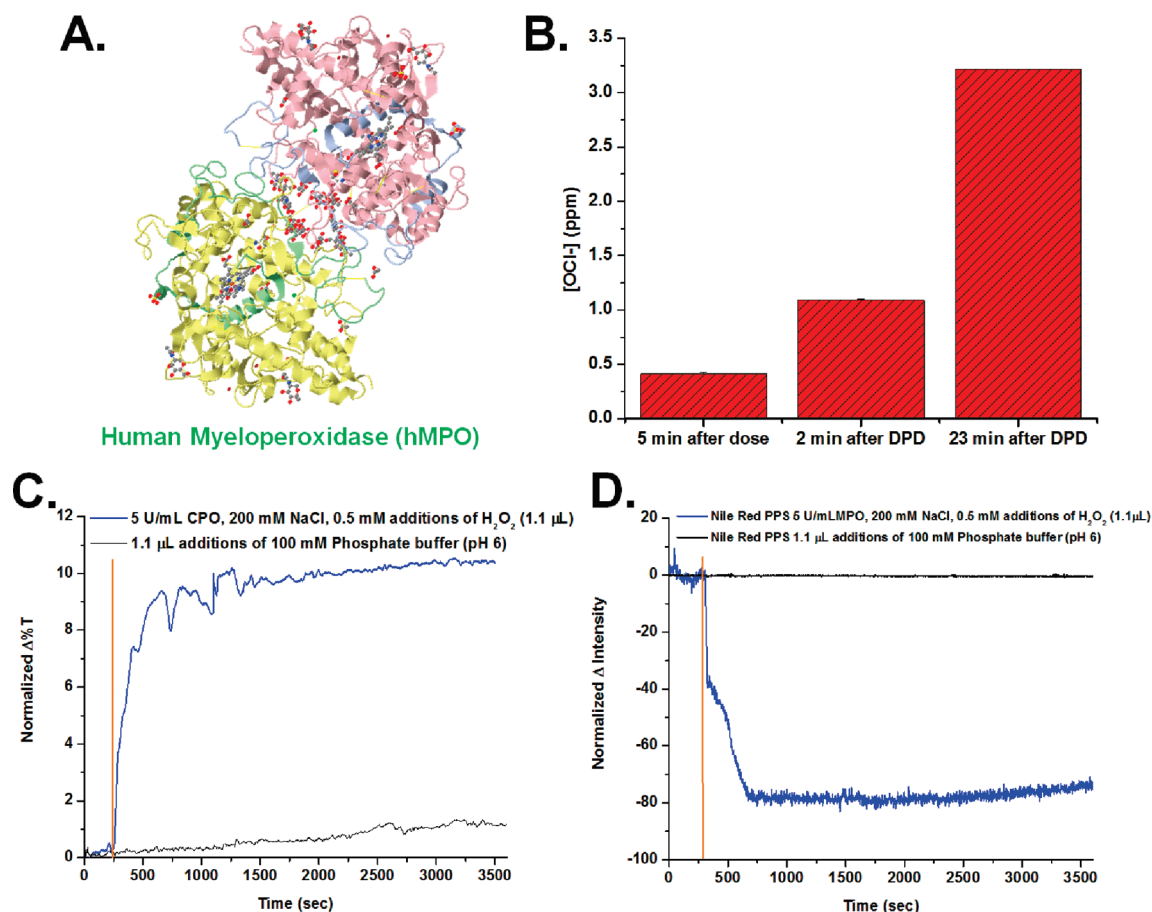 A.
Human Myeloperoxidase (hMPO)
B.
3.5
3.0
2.5
2.0
1.5
1.0
0.5
0.0
[OCl-] (ppm)
5 min after dose 2 min after DPD 23 min after DPD
C.
5 U/mL CPO, 200 mM NaCl, 0.5 mM additions of H2O2 (1.1 µL)
1.1 µL additions of 100 mM Phosphate buffer (pH 6)
12
10
8
6
4
2
0
Normalized Δ%T
0 500 1000 1500 2000 2500 3000 3500
Time (sec)
D.
Nile Red PPS 5 U/mLMPO, 200 mM NaCl, 0.5 mM additions of H2O2 (1.1µL)
Nile Red PPS 1.1 µL additions of 100 mM Phosphate buffer (pH 6)
20
0
-20
-40
-60
-80
-100
Normalized Δ Intensity
0 500 1000 1500 2000 2500 3000 3500
Time (sec)